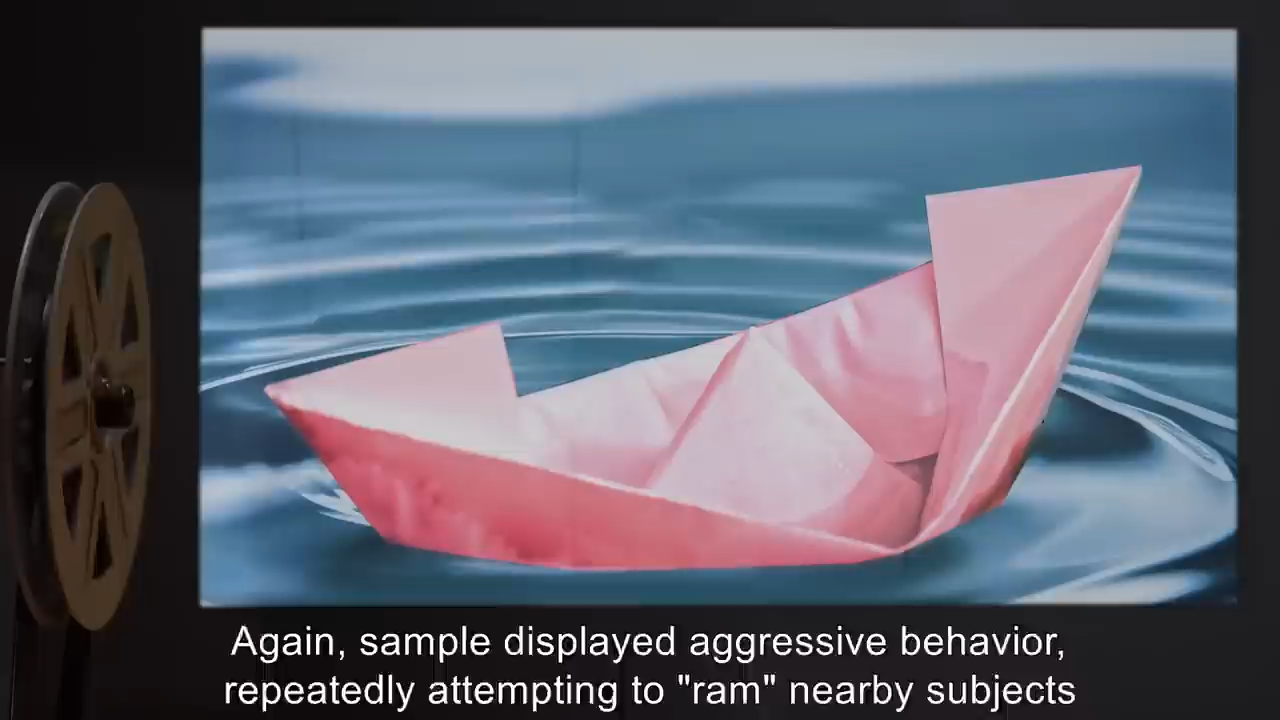 Again, sample displayed aggressive behavior,
repeatedly attempting to "ram" nearby subjects